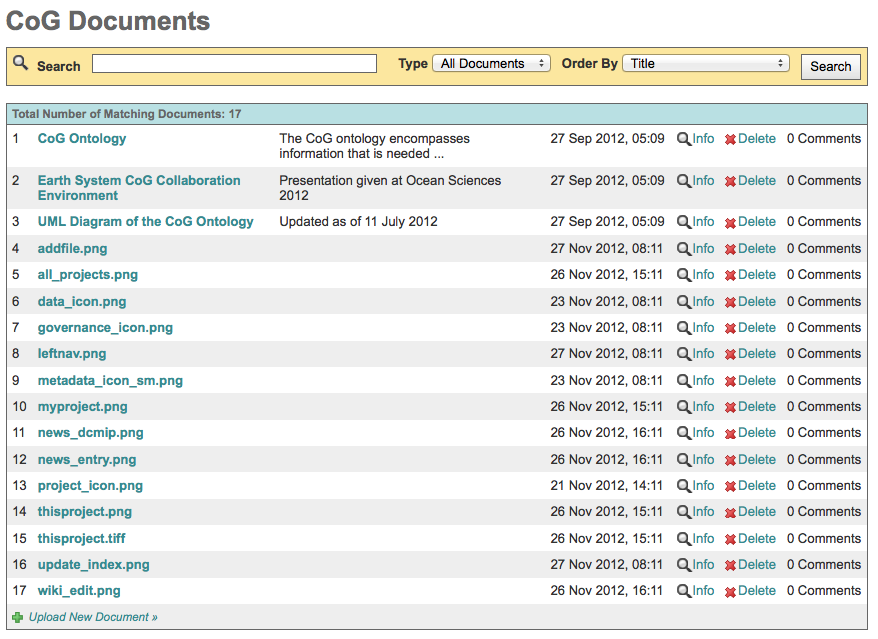 CoG Documents
Search Type All Documents Order By Title Search
Total Number of Matching Documents: 17
1 CoG Ontology The CoG ontology encompasses 27 Sep 2012, 05:09 Info Delete 0 Comments
information that is needed ...
2 Earth System CoG Collaboration Presentation given at Ocean Sciences 27 Sep 2012, 05:09 Info Delete 0 Comments
Environment 2012
3 UML Diagram of the CoG Ontology Updated as of 11 July 2012 27 Sep 2012, 05:09 Info Delete 0 Comments
4 addfile.png 27 Nov 2012, 08:11 Info Delete 0 Comments
5 all_projects.png 26 Nov 2012, 15:11 Info Delete 0 Comments
6 data_icon.png 23 Nov 2012, 08:11 Info Delete 0 Comments
7 governance_icon.png 23 Nov 2012, 08:11 Info Delete 0 Comments
8 leftnav.png 27 Nov 2012, 08:11 Info Delete 0 Comments
9 metadata_icon_sm.png 23 Nov 2012, 08:11 Info Delete 0 Comments
10 myproject.png 26 Nov 2012, 15:11 Info Delete 0 Comments
11 news_dcmip.png 26 Nov 2012, 16:11 Info Delete 0 Comments
12 news_entry.png 26 Nov 2012, 16:11 Info Delete 0 Comments
13 project_icon.png 21 Nov 2012, 14:11 Info Delete 0 Comments
14 thisproject.png 26 Nov 2012, 15:11 Info Delete 0 Comments
15 thisproject.tiff 26 Nov 2012, 15:11 Info Delete 0 Comments
16 update_index.png 27 Nov 2012, 08:11 Info Delete 0 Comments
17 wiki_edit.png 26 Nov 2012, 16:11 Info Delete 0 Comments
Upload New Document »